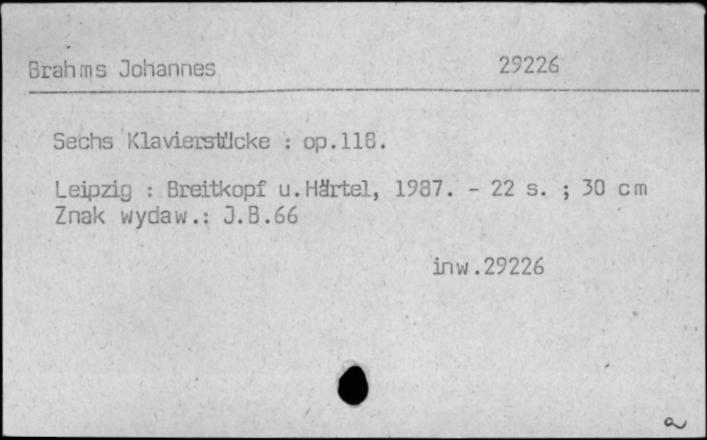 Brahms Johannes 29226
Sechs Klavierstücke : op.118.
Leipzig : Breitkopf u.Härtel, 1987. - 22 s. ; 30 cm
Znak wydaw.: J.B.66
inw.29226